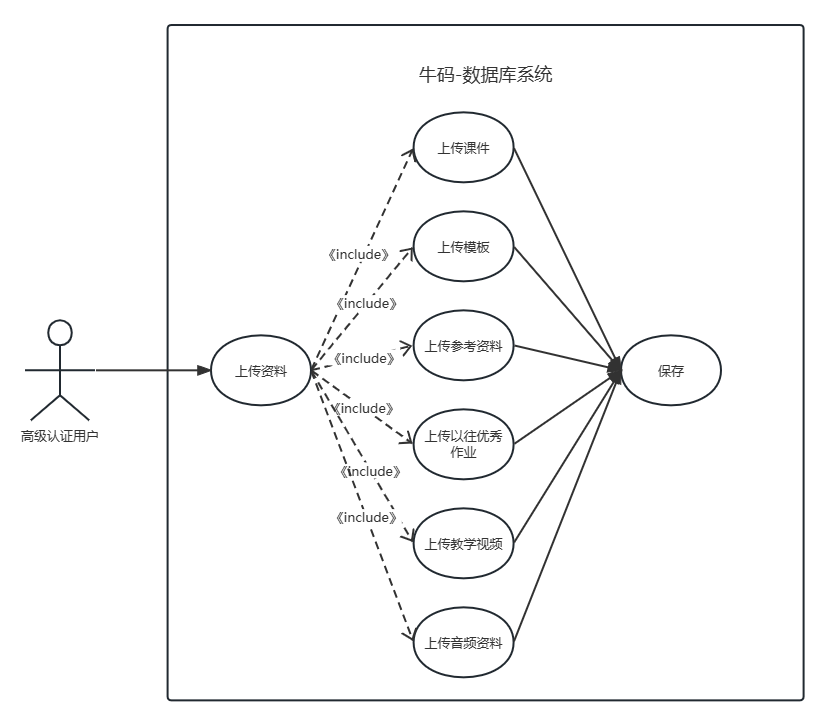 牛码-数据库系统
上传课件
《include》
上传模板
《include》
上传参考资料
《include》
上传资料
保存
《include》
高级认证用户
上传以往优秀
作业
《include》
《include》
上传教学视频
上传音频资料